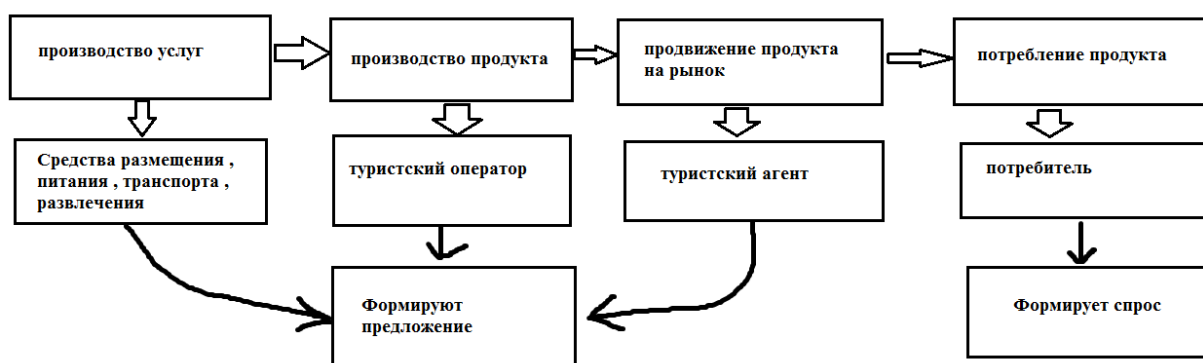 производство услуг
производство продукта
продвижение продукта
на рынок
потребление продукта
Средства размещения ,
питания , транспорта ,
развлечения
туристский оператор
туристский агент
потребитель
Формируют
предложение
Формирует спрос